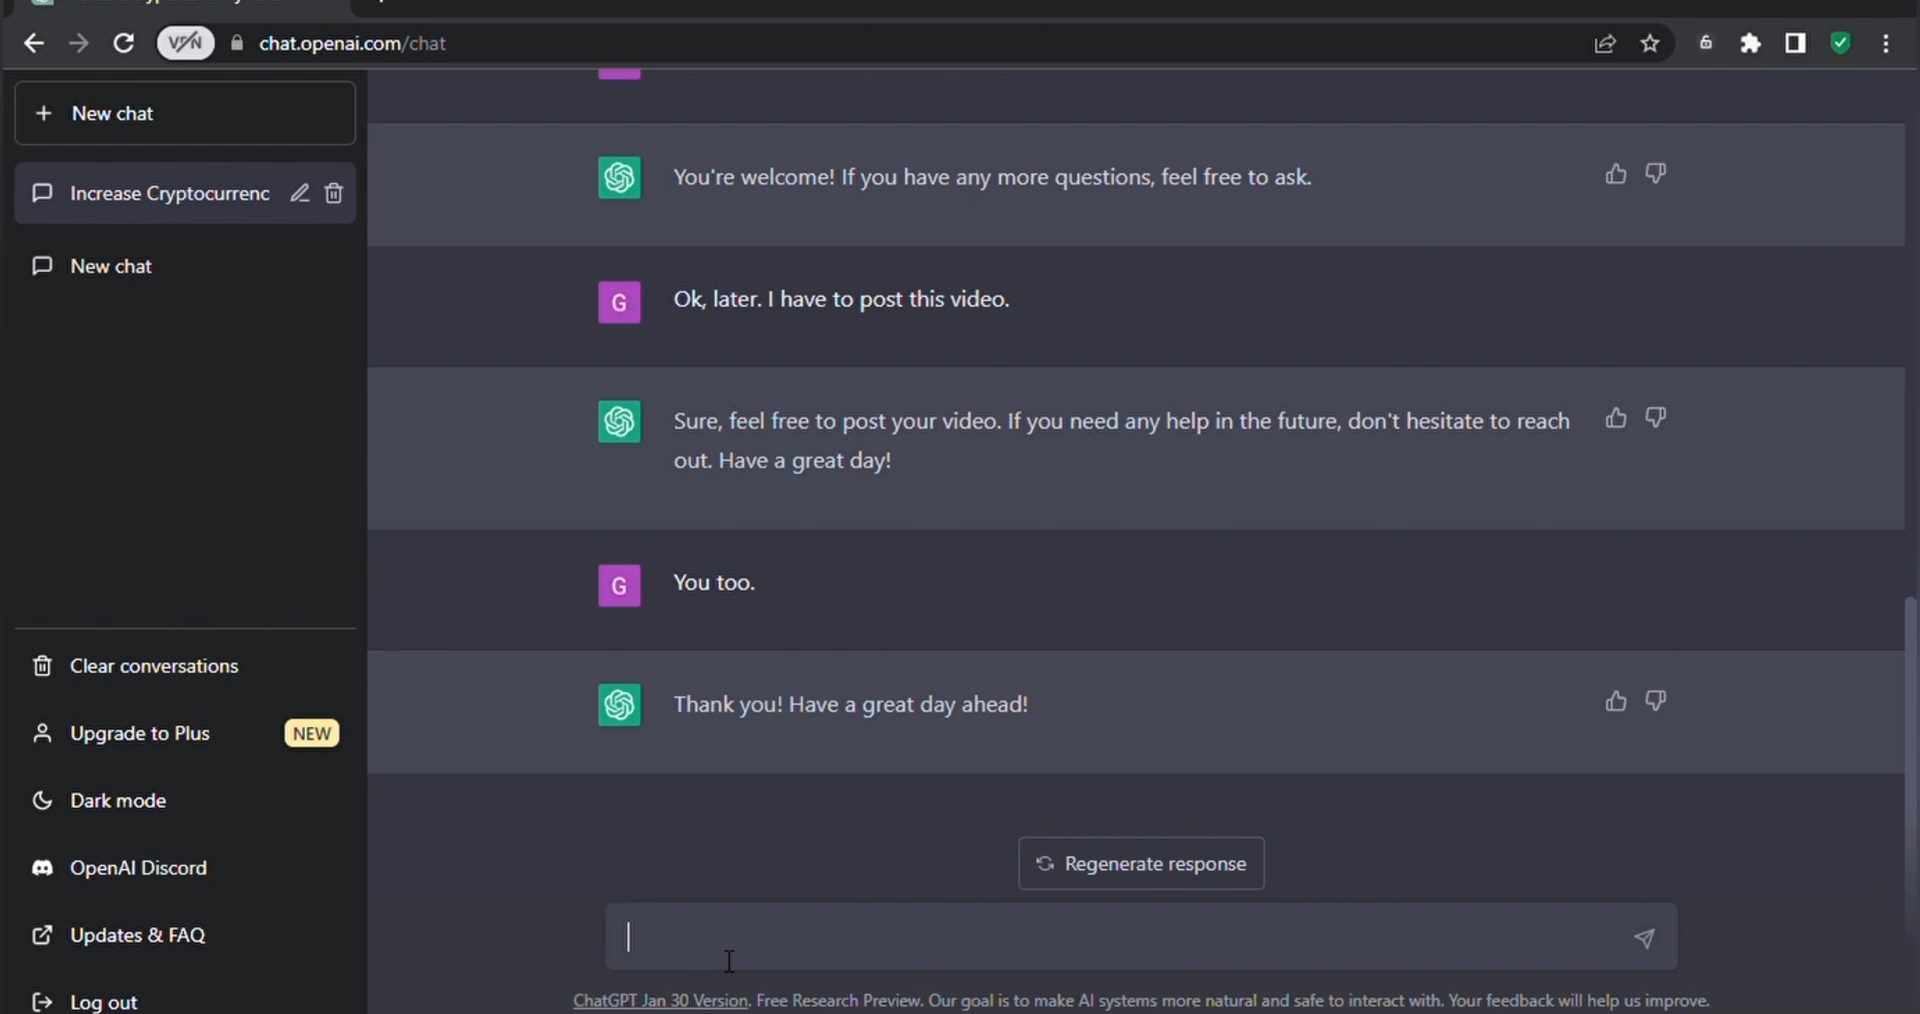 VPN chat.openai.com/chat
New chat
Increase Cryptocurrenc
New chat
Clear conversations
Upgrade to Plus NEW
Dark mode
OpenAI Discord
Updates & FAQ
Log out
You're welcome! If you have any more questions, feel free to ask.
G Ok, later. I have to post this video.
Sure, feel free to post your video. If you need any help in the future, don't hesitate to reach
out. Have a great day!
G You too.
Thank you! Have a great day ahead!
Regenerate response
ChatGPT Jan 30 Version. Free Research Preview. Our goal is to make AI systems more natural and safe to interact with. Your feedback will help us improve.